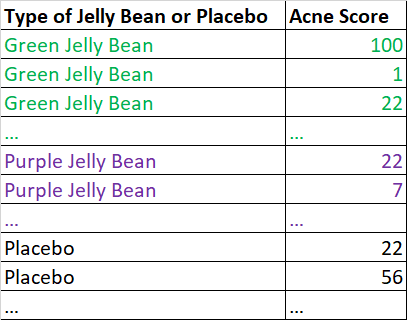 Type of Jelly Bean or Placebo Acne Score
Green Jelly Bean 100
Green Jelly Bean 1
Green Jelly Bean 22
... ...
Purple Jelly Bean 22
Purple Jelly Bean 7
... ...
Placebo 22
Placebo 56
... ...